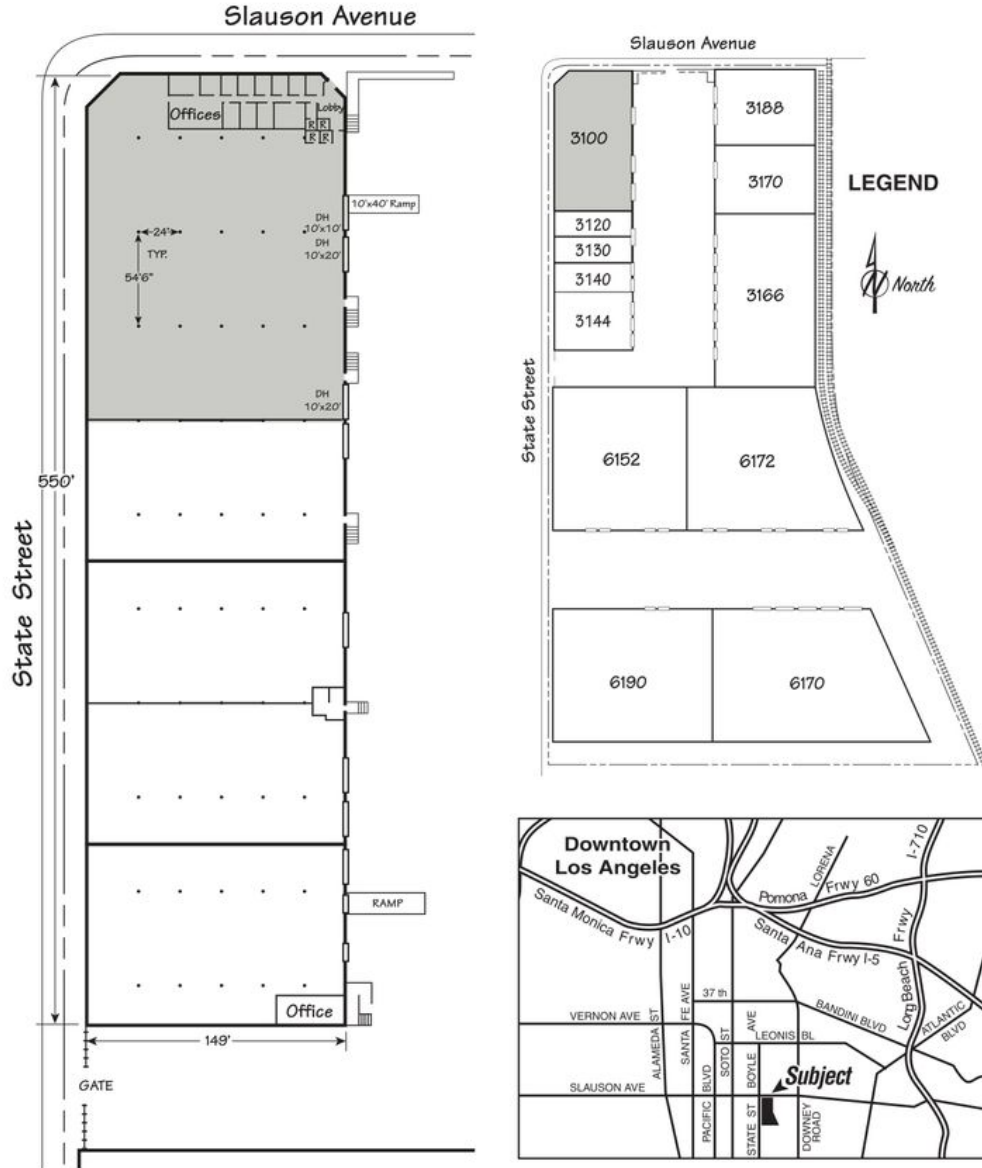 Slauson Avenue
Offices
Lobby
R R
R R
10'x40' Ramp
DH
10'x10'
DH
10'x20'
24'
TYP.
54'6"
DH
10'x20'
550'
State Street
RAMP
Office
149'
GATE
Slauson Avenue
3100
3188
3170
3120
3130
3140
3144
3166
State Street
6152
6172
6190
6170
LEGEND
N North
Downtown
Los Angeles
Santa Monica Frwy I-10
Pomona Frwy 60
LORENA
I-710
Santa Ana Frwy I-5
Long Beach Frwy
37 th
VERNON AVE
ALAMEDA ST
SANTA FE AVE
SOTO ST
BOYLE AVE
LEONIS BL
BANDINI BLVD
ATLANTIC
BLVD
SLAUSON AVE
PACIFIC BLVD
STATE ST
DOWNEY
ROAD
Subject